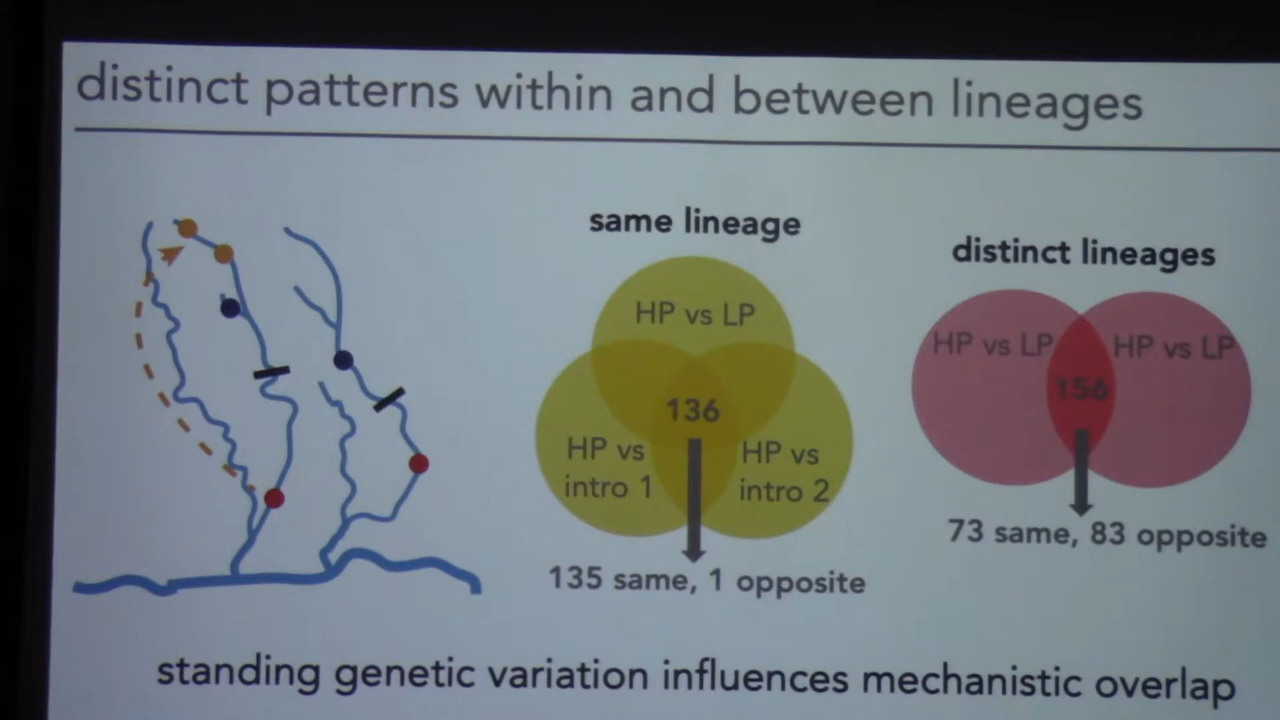 distinct patterns within and between lineages
same lineage
HP vs LP
136
HP vs
intro 1
HP vs
intro 2
135 same, 1 opposite
distinct lineages
HP vs LP
HP vs LP
156
73 same, 83 opposite
standing genetic variation influences mechanistic overlap